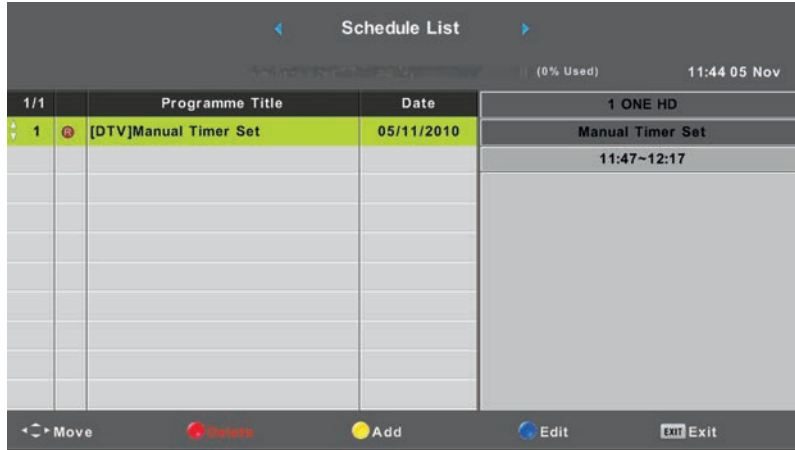 Schedule List
(0% Used) 11:44 05 Nov
1/1 Programme Title Date 1 ONE HD
1 R [DTV]Manual Timer Set 05/11/2010 Manual Timer Set
11:47~12:17
Move Delete Add Edit EXIT Exit